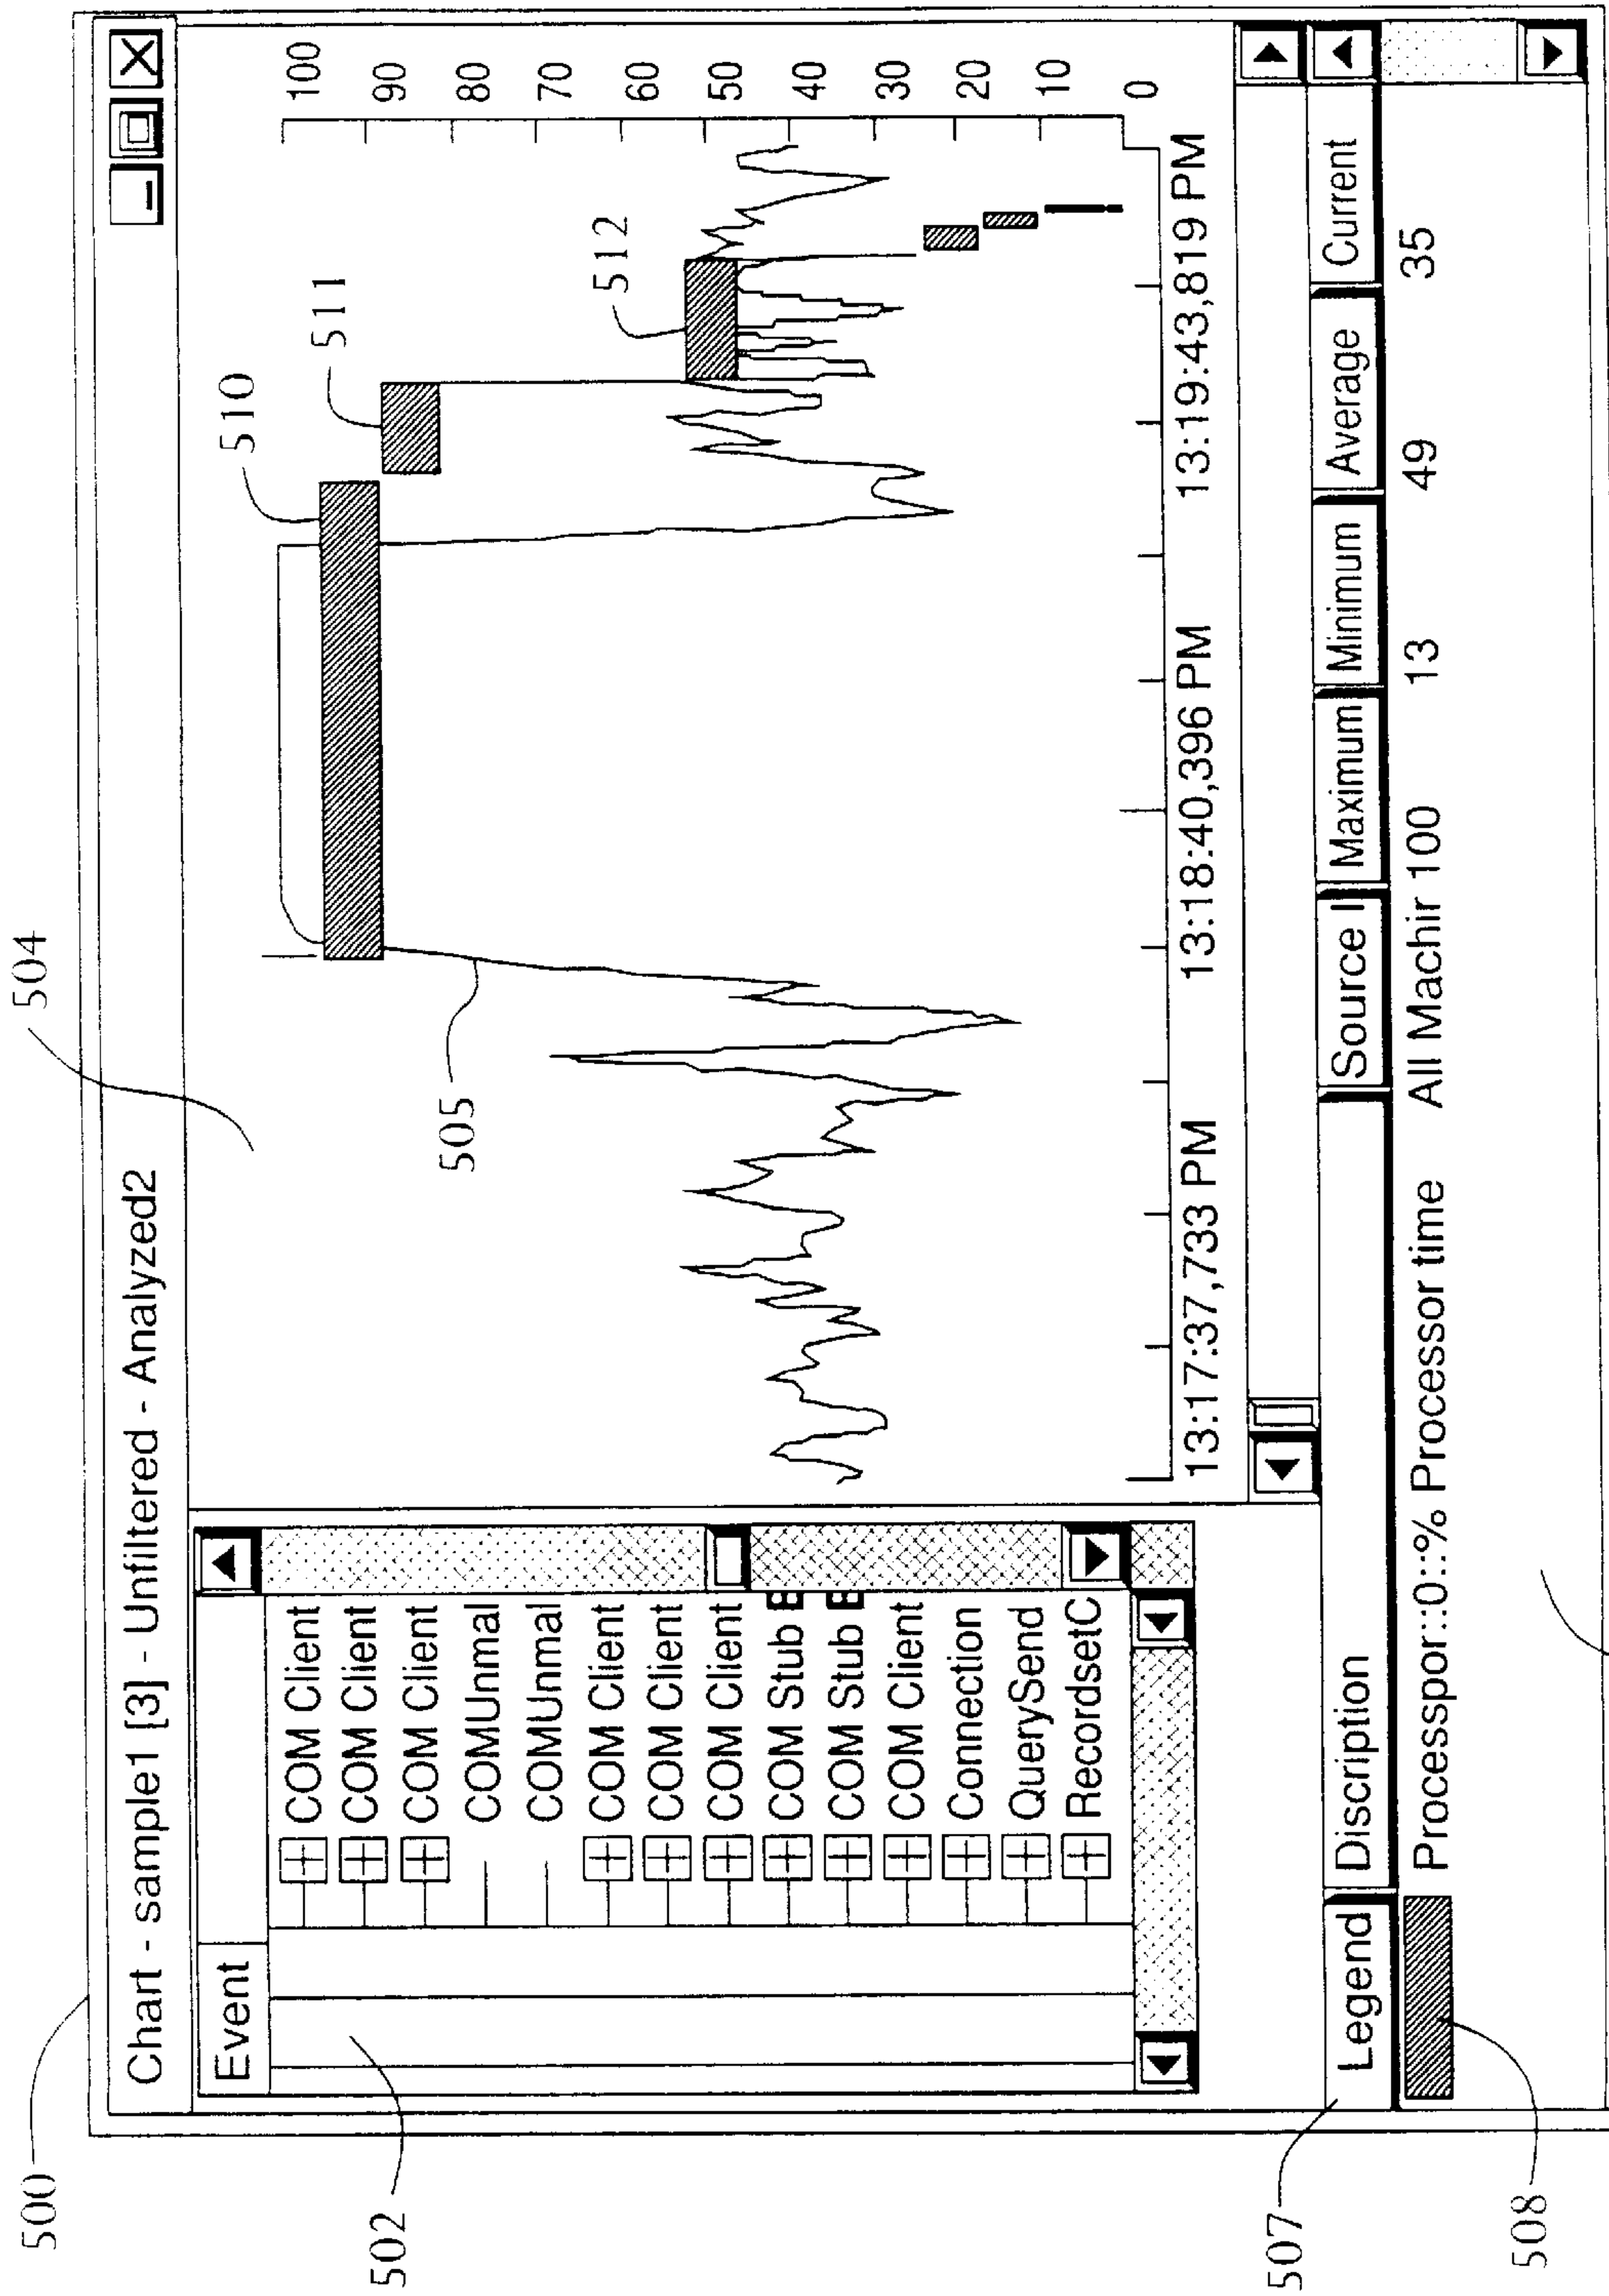 500
504
Chart - sample1 [3] - Unfiltered - Analyzed2
502
Event
COM Client
COM Client
COM Client
COMUnmal
COMUnmal
COM Client
COM Client
COM Client
COM Stub
COM Stub
COM Client
Connection
QuerySend
RecordsetC
505
510
511
512
100
90
80
70
60
50
40
30
20
10
0
13:17:37,733 PM 13:18:40,396 PM 13:19:43,819 PM
507
Legend Discription Source I Maximum Minimum Average Current
Processpor::0::% Processor time All Machir 100 13 49 35
508